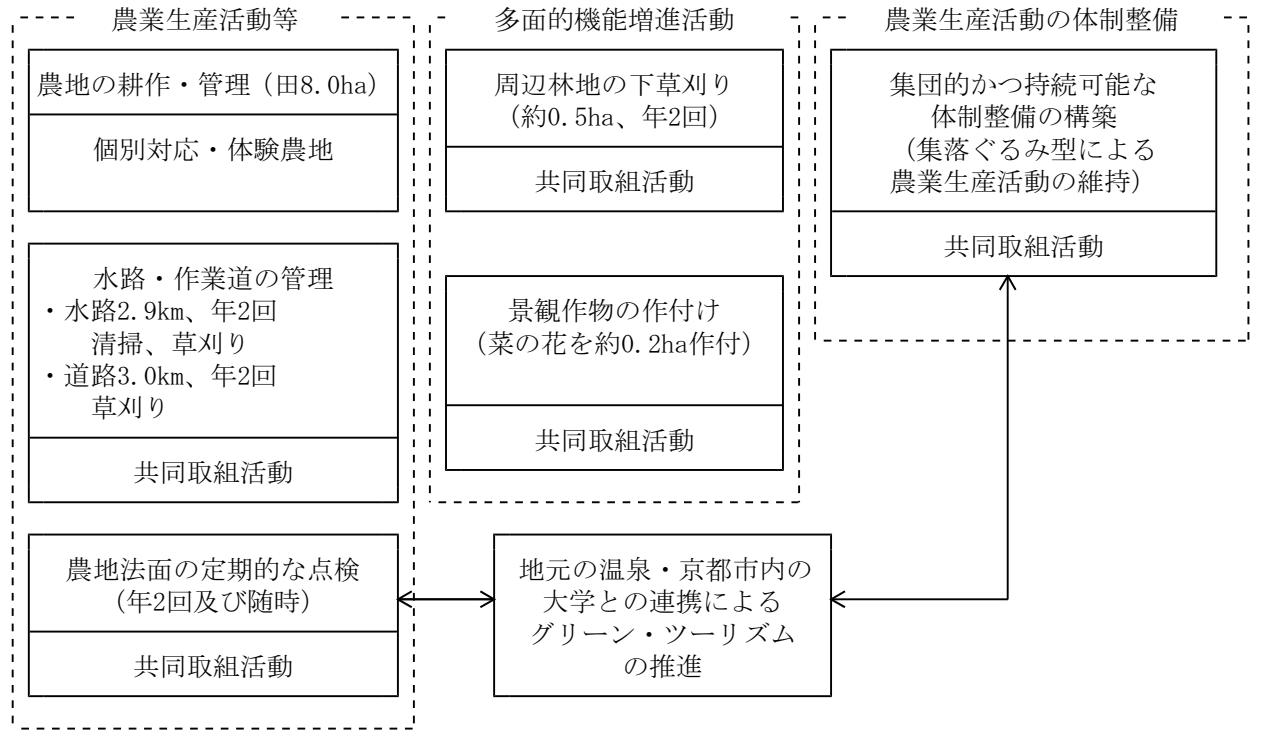 農業生産活動等
農地の耕作・管理（田8.0ha）
個別対応・体験農地
水路・作業道の管理
・水路2.9km、年2回
清掃、草刈り
・道路3.0km、年2回
草刈り
共同取組活動
農地法面の定期的な点検
（年2回及び随時）
共同取組活動
多面的機能増進活動
周辺林地の下草刈り
（約0.5ha、年2回）
共同取組活動
景観作物の作付け
（菜の花を約0.2ha作付）
共同取組活動
農業生産活動の体制整備
集団的かつ持続可能な
体制整備の構築
（集落ぐるみ型による
農業生産活動の維持）
共同取組活動
地元の温泉・京都市内の
大学との連携による
グリーン・ツーリズム
の推進